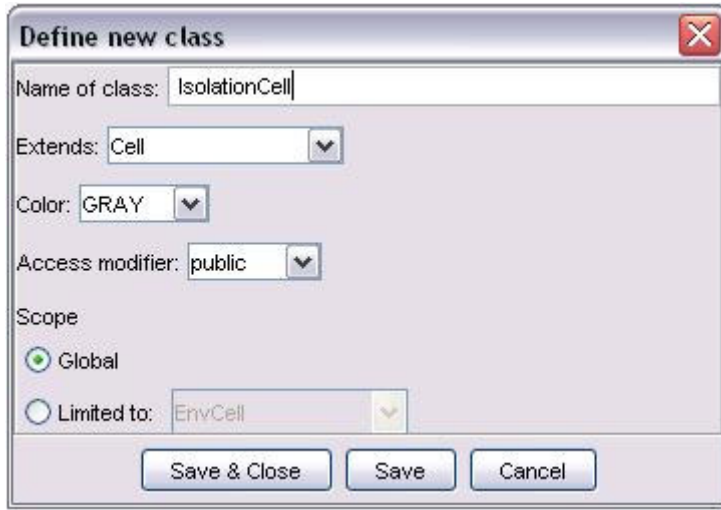 Define new class
Name of class: IsolationCell
Extends: Cell
Color: GRAY
Access modifier: public
Scope
Global
Limited to: EnvCell
Save & Close Save Cancel